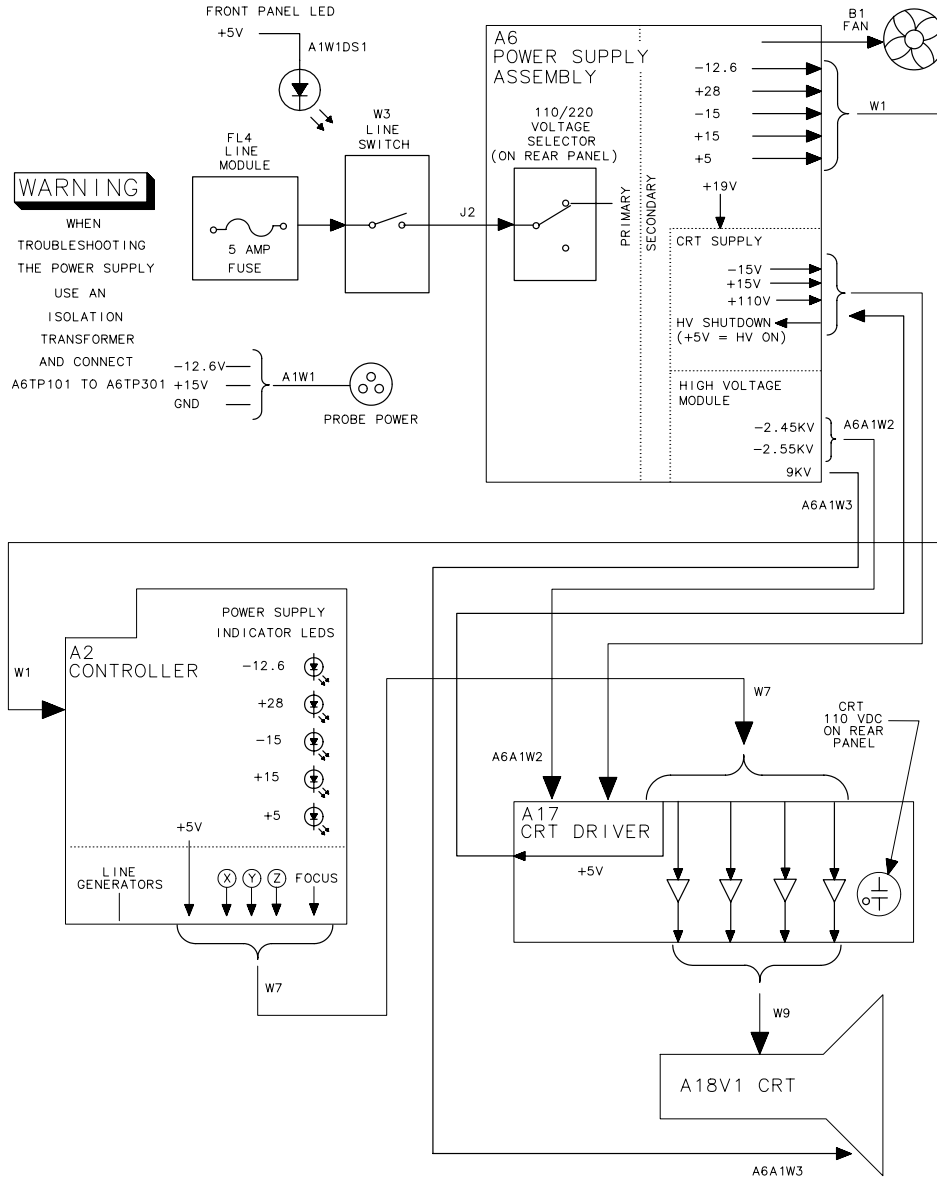 FRONT PANEL LED
+5V
A1W1DS1
FL4
LINE
MODULE
5 AMP
FUSE
W3
LINE
SWITCH
J2
WARNING
WHEN
TROUBLESHOOTING
THE POWER SUPPLY
USE AN
ISOLATION
TRANSFORMER
AND CONNECT
A6TP101 TO A6TP301
-12.6V
+15V
GND
A1W1
PROBE POWER
A6
POWER SUPPLY
ASSEMBLY
110/220
VOLTAGE
SELECTOR
(ON REAR PANEL)
PRIMARY
SECONDARY
B1
FAN
-12.6
+28
-15
+15
+5
W1
+19V
CRT SUPPLY
-15V
+15V
+110V
HV SHUTDOWN
(+5V = HV ON)
HIGH VOLTAGE
MODULE
-2.45KV
-2.55KV
9KV
A6A1W2
A6A1W3
W1
A2
CONTROLLER
POWER SUPPLY
INDICATOR LEDS
-12.6
+28
-15
+15
+5
+5V
LINE
GENERATORS
X Y Z FOCUS
W7
W7
A6A1W2
CRT
110 VDC
ON REAR
PANEL
A17
CRT DRIVER
+5V
W9
A18V1 CRT
A6A1W3